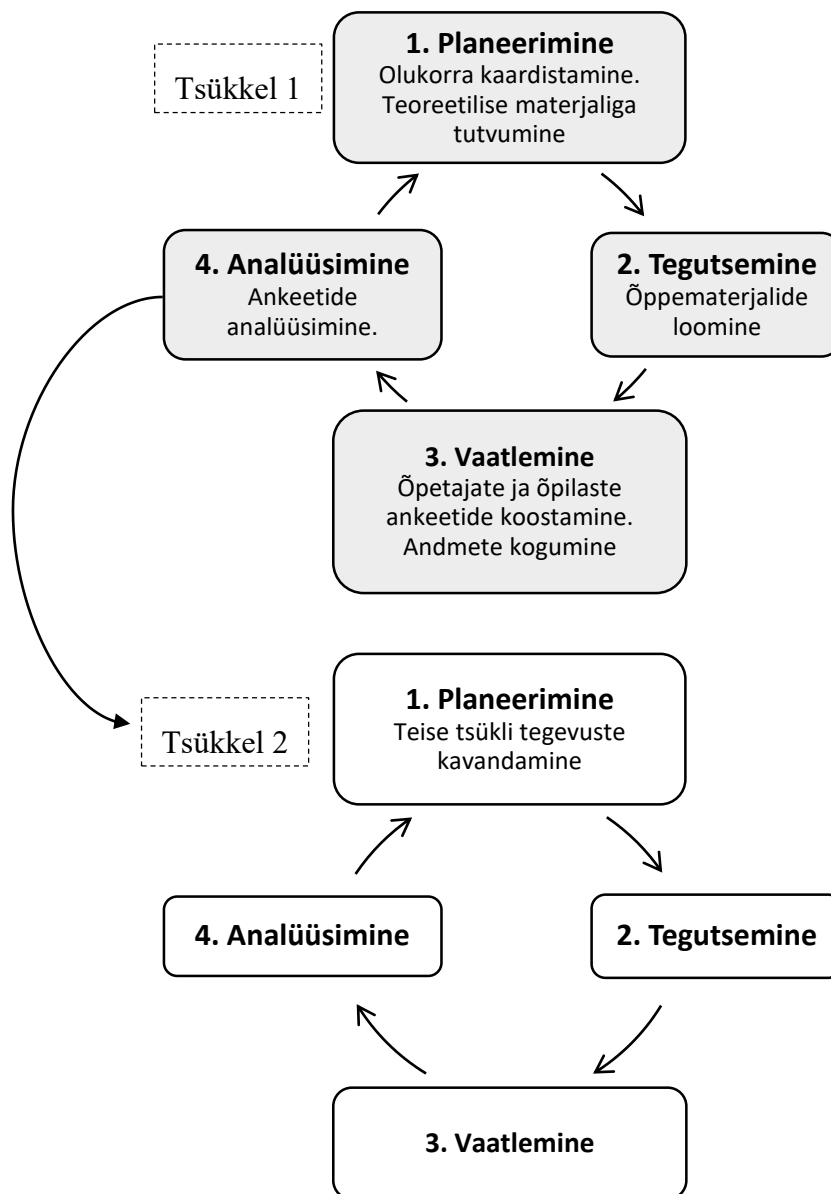 Tsükkel 1
1. Planeerimine
Olukorra kaardistamine.
Teoreetilise materjaliga
tutvumine
2. Tegutsemine
Õppematerjalide
loomine
3. Vaatlemine
Õpetajate ja õpilaste
ankeetide koostamine.
Andmete kogumine
4. Analüüsimine
Ankeetide
analüüsimine.
Tsükkel 2
1. Planeerimine
Teise tsükli tegevuste
kavandamine
2. Tegutsemine
3. Vaatlemine
4. Analüüsimine